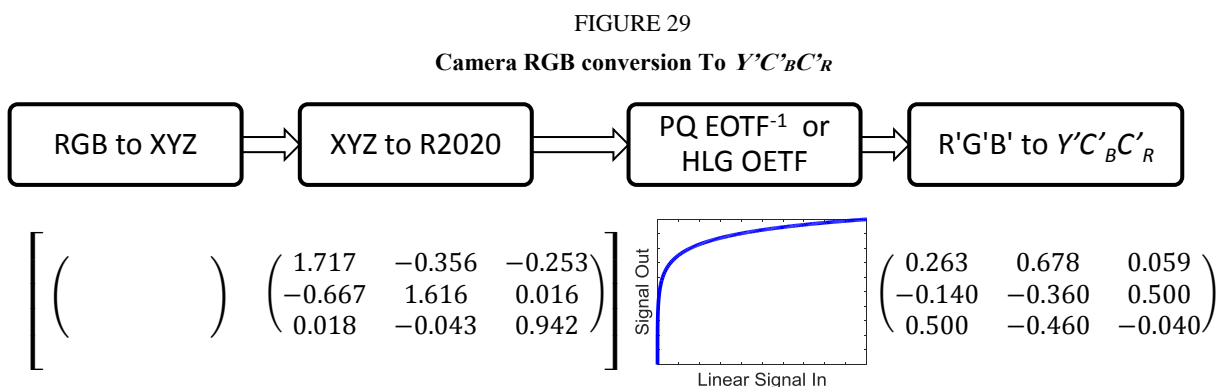 FIGURE 29
Camera RGB conversion To Y’C’BC’R
RGB to XYZ
XYZ to R2020
PQ EOTF-1 or
HLG OETF
R'G'B' to Y’C’BC’R
1.717 −0.356 −0.253
−0.667 1.616 0.016
0.018 −0.043 0.942
Signal Out
Linear Signal In
0.263 0.678 0.059
−0.140 −0.360 0.500
0.500 −0.460 −0.040